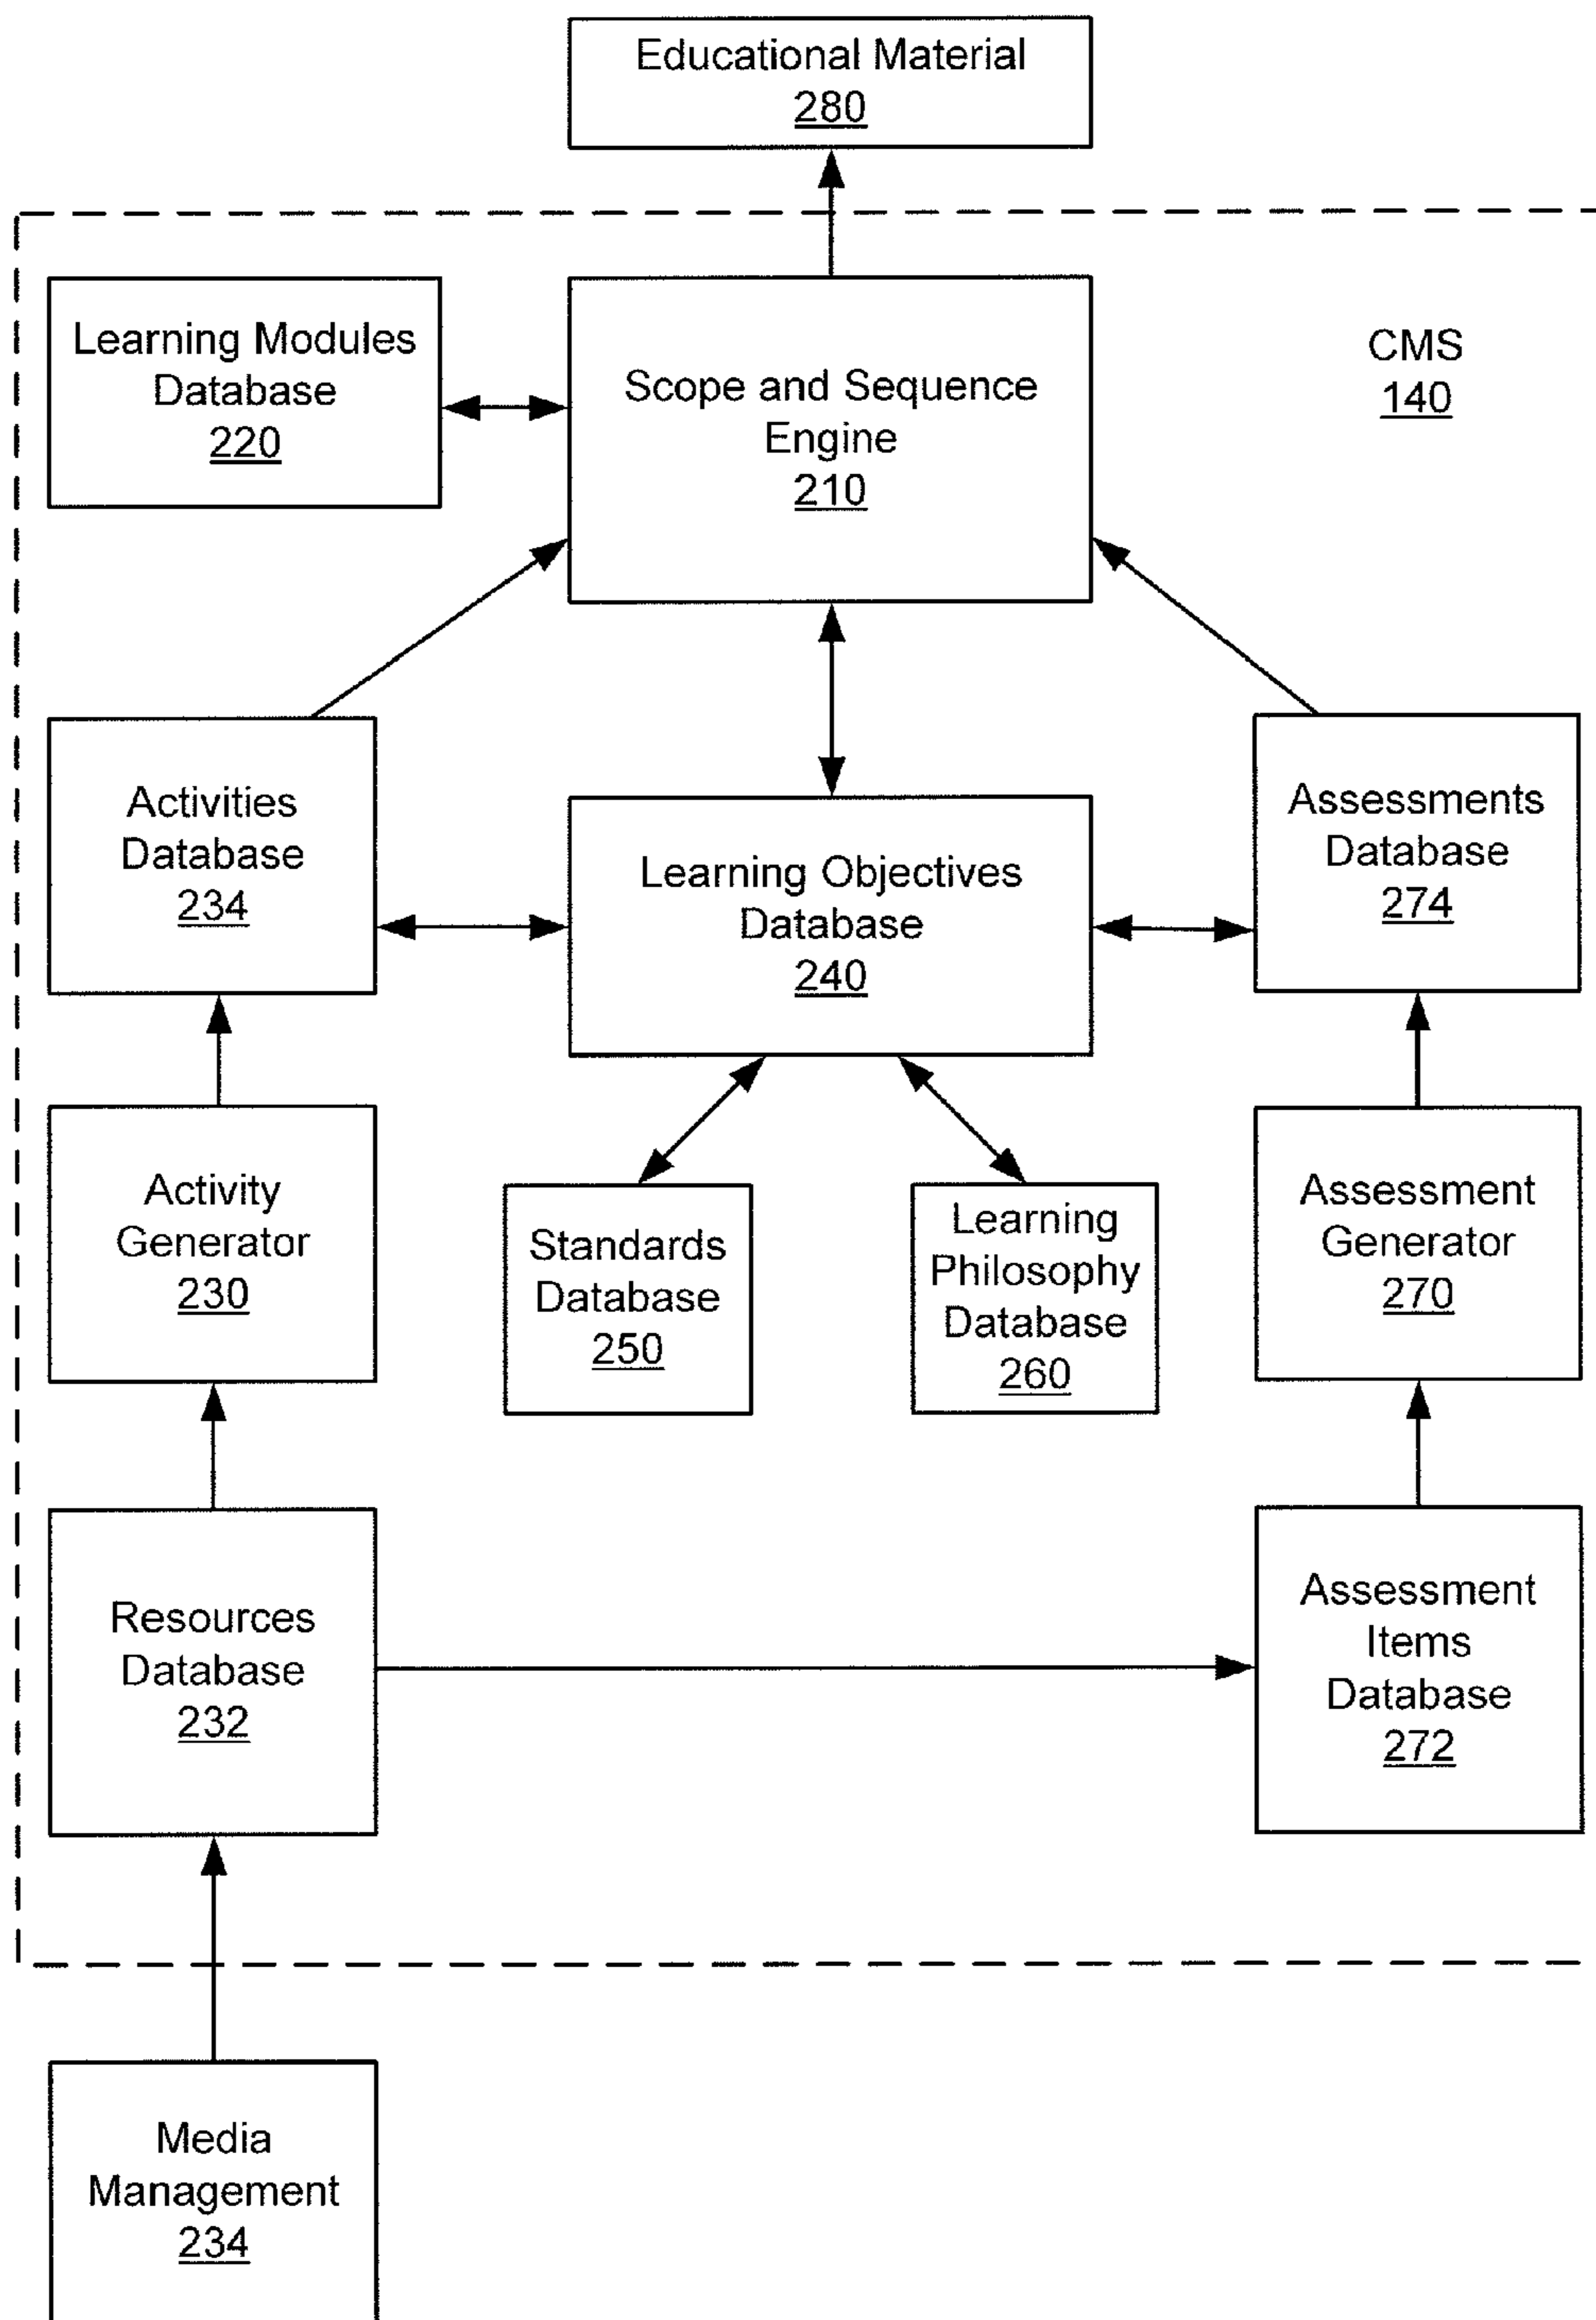 Educational Material
280
Learning Modules
Database
220
Scope and Sequence
Engine
210
CMS
140
Activities
Database
234
Learning Objectives
Database
240
Assessments
Database
274
Activity
Generator
230
Standards
Database
250
Learning
Philosophy
Database
260
Assessment
Generator
270
Resources
Database
232
Assessment
Items
Database
272
Media
Management
234